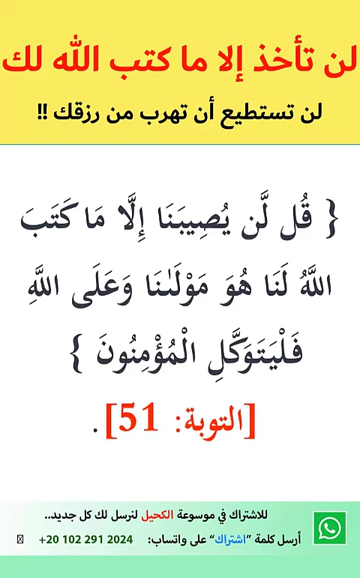 لن تأخذ إلا ما كتب الله لك
لن تستطيع أن تهرب من رزقك !!
{ قُل لَّن يُصِيبَنَا إِلَّا مَا كَتَبَ
اللَّهُ لَنَا هُوَ مَوْلَىٰنَا وَعَلَى اللَّهِ
فَلْيَتَوَكَّلِ الْمُؤْمِنُونَ }
[التوبة: 51].
للاشتراك في موسوعة الكحيل لنرسل لك كل جديد..
أرسل كلمة “اشتراك” على واتساب: +20 102 291 2024